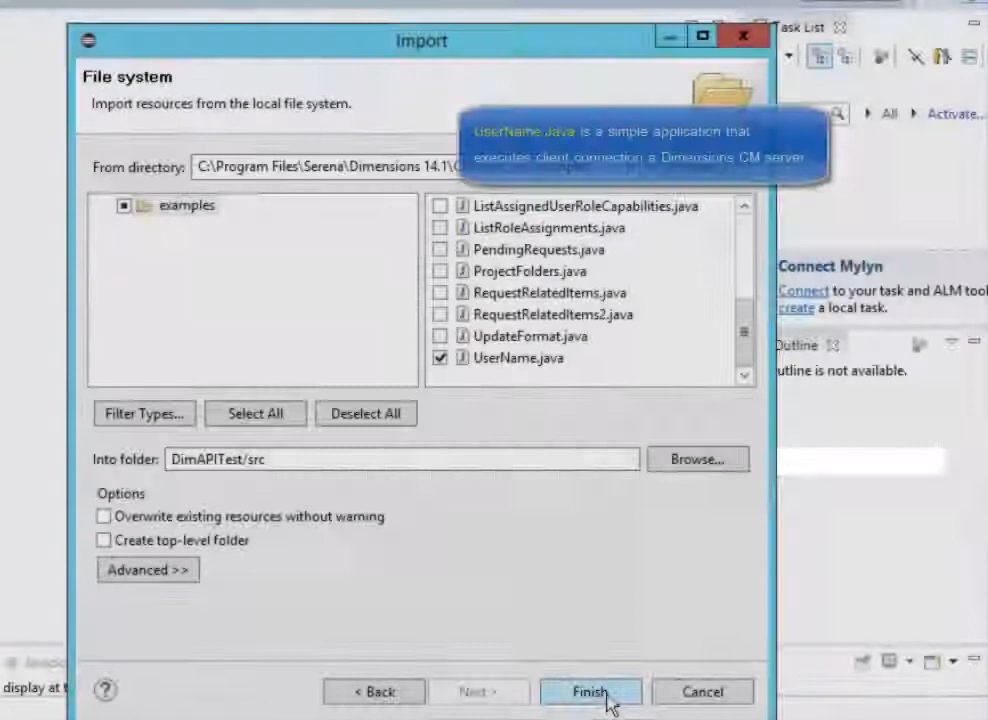 Import
Task List
File system
Import resources from the local file system.
UserName.Java is a simple application that
executes client connection a Dimensions CM server
All
Activate...
From directory: C:\Program Files\Serena\Dimensions 14.1\
examples
ListAssignedUserRoleCapabilities.java
ListRoleAssignments.java
PendingRequests.java
ProjectFolders.java
RequestRelatedItems.java
RequestRelatedItems2.java
UpdateFormat.java
UserName.java
Connect Mylyn
Connect to your task and ALM tool
create a local task.
Outline
utline is not available.
Filter Types...
Select All
Deselect All
Into folder: DimAPITest/src
Browse...
Options
Overwrite existing resources without warning
Create top-level folder
Advanced >>
display at t
?
< Back
Next >
Finish
Cancel